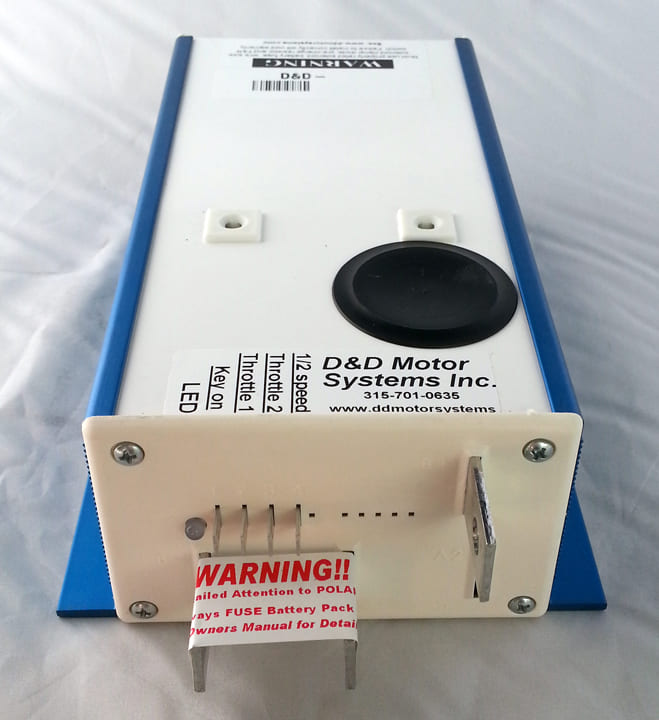 WARNING
D&D
1/2 speed
Throttle 2
Throttle 1
Key on
LED
D&D Motor
Systems Inc.
315-701-0635
www.ddmotorsystems
WARNING!!
ailed Attention to POLA
ways FUSE Battery Pack
Owners Manual for Detai